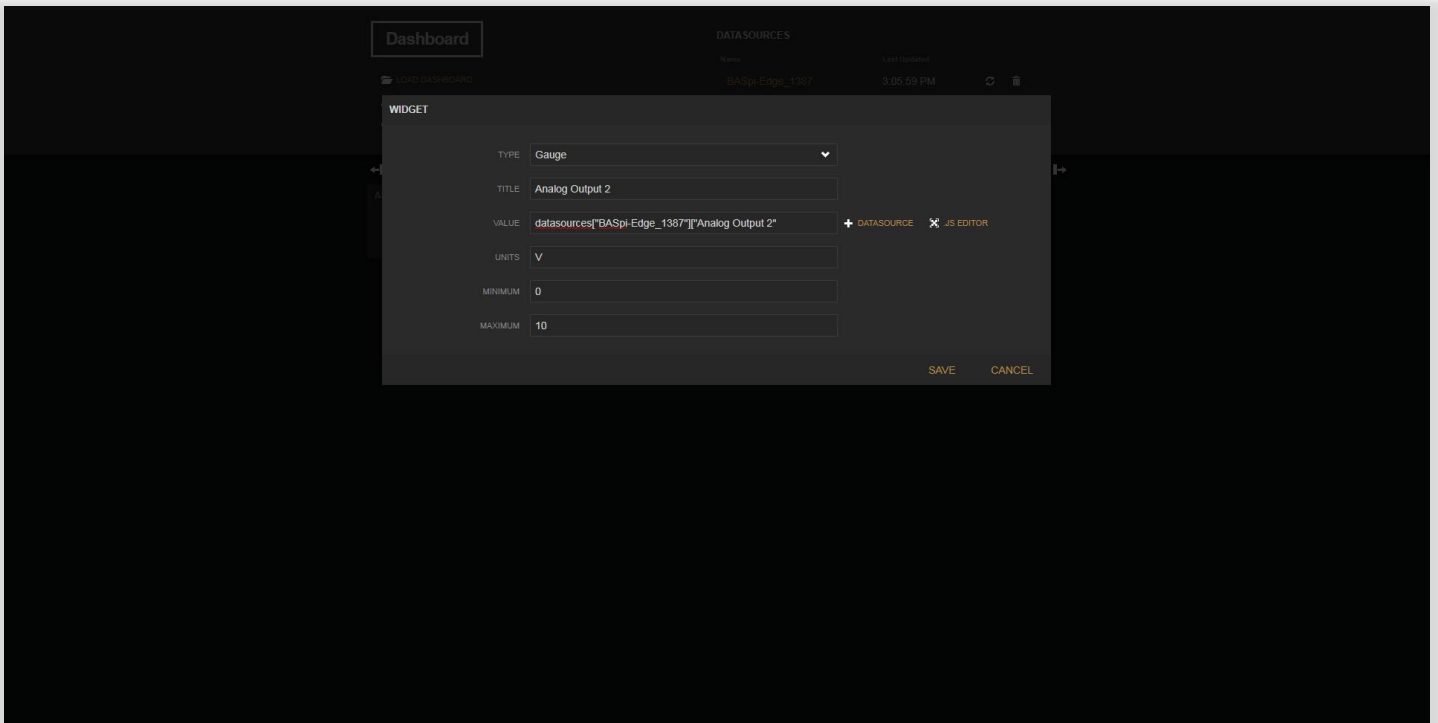 Dashboard
DATASOURCES
Name Last Updated
LOAD DASHBOARD
BASpi-Edge_1387 3:05:59 PM
WIDGET
TYPE Gauge
TITLE Analog Output 2
VALUE datasources["BASpi-Edge_1387"]["Analog Output 2" DATASOURCE JS EDITOR
UNITS V
MINIMUM 0
MAXIMUM 10
SAVE CANCEL